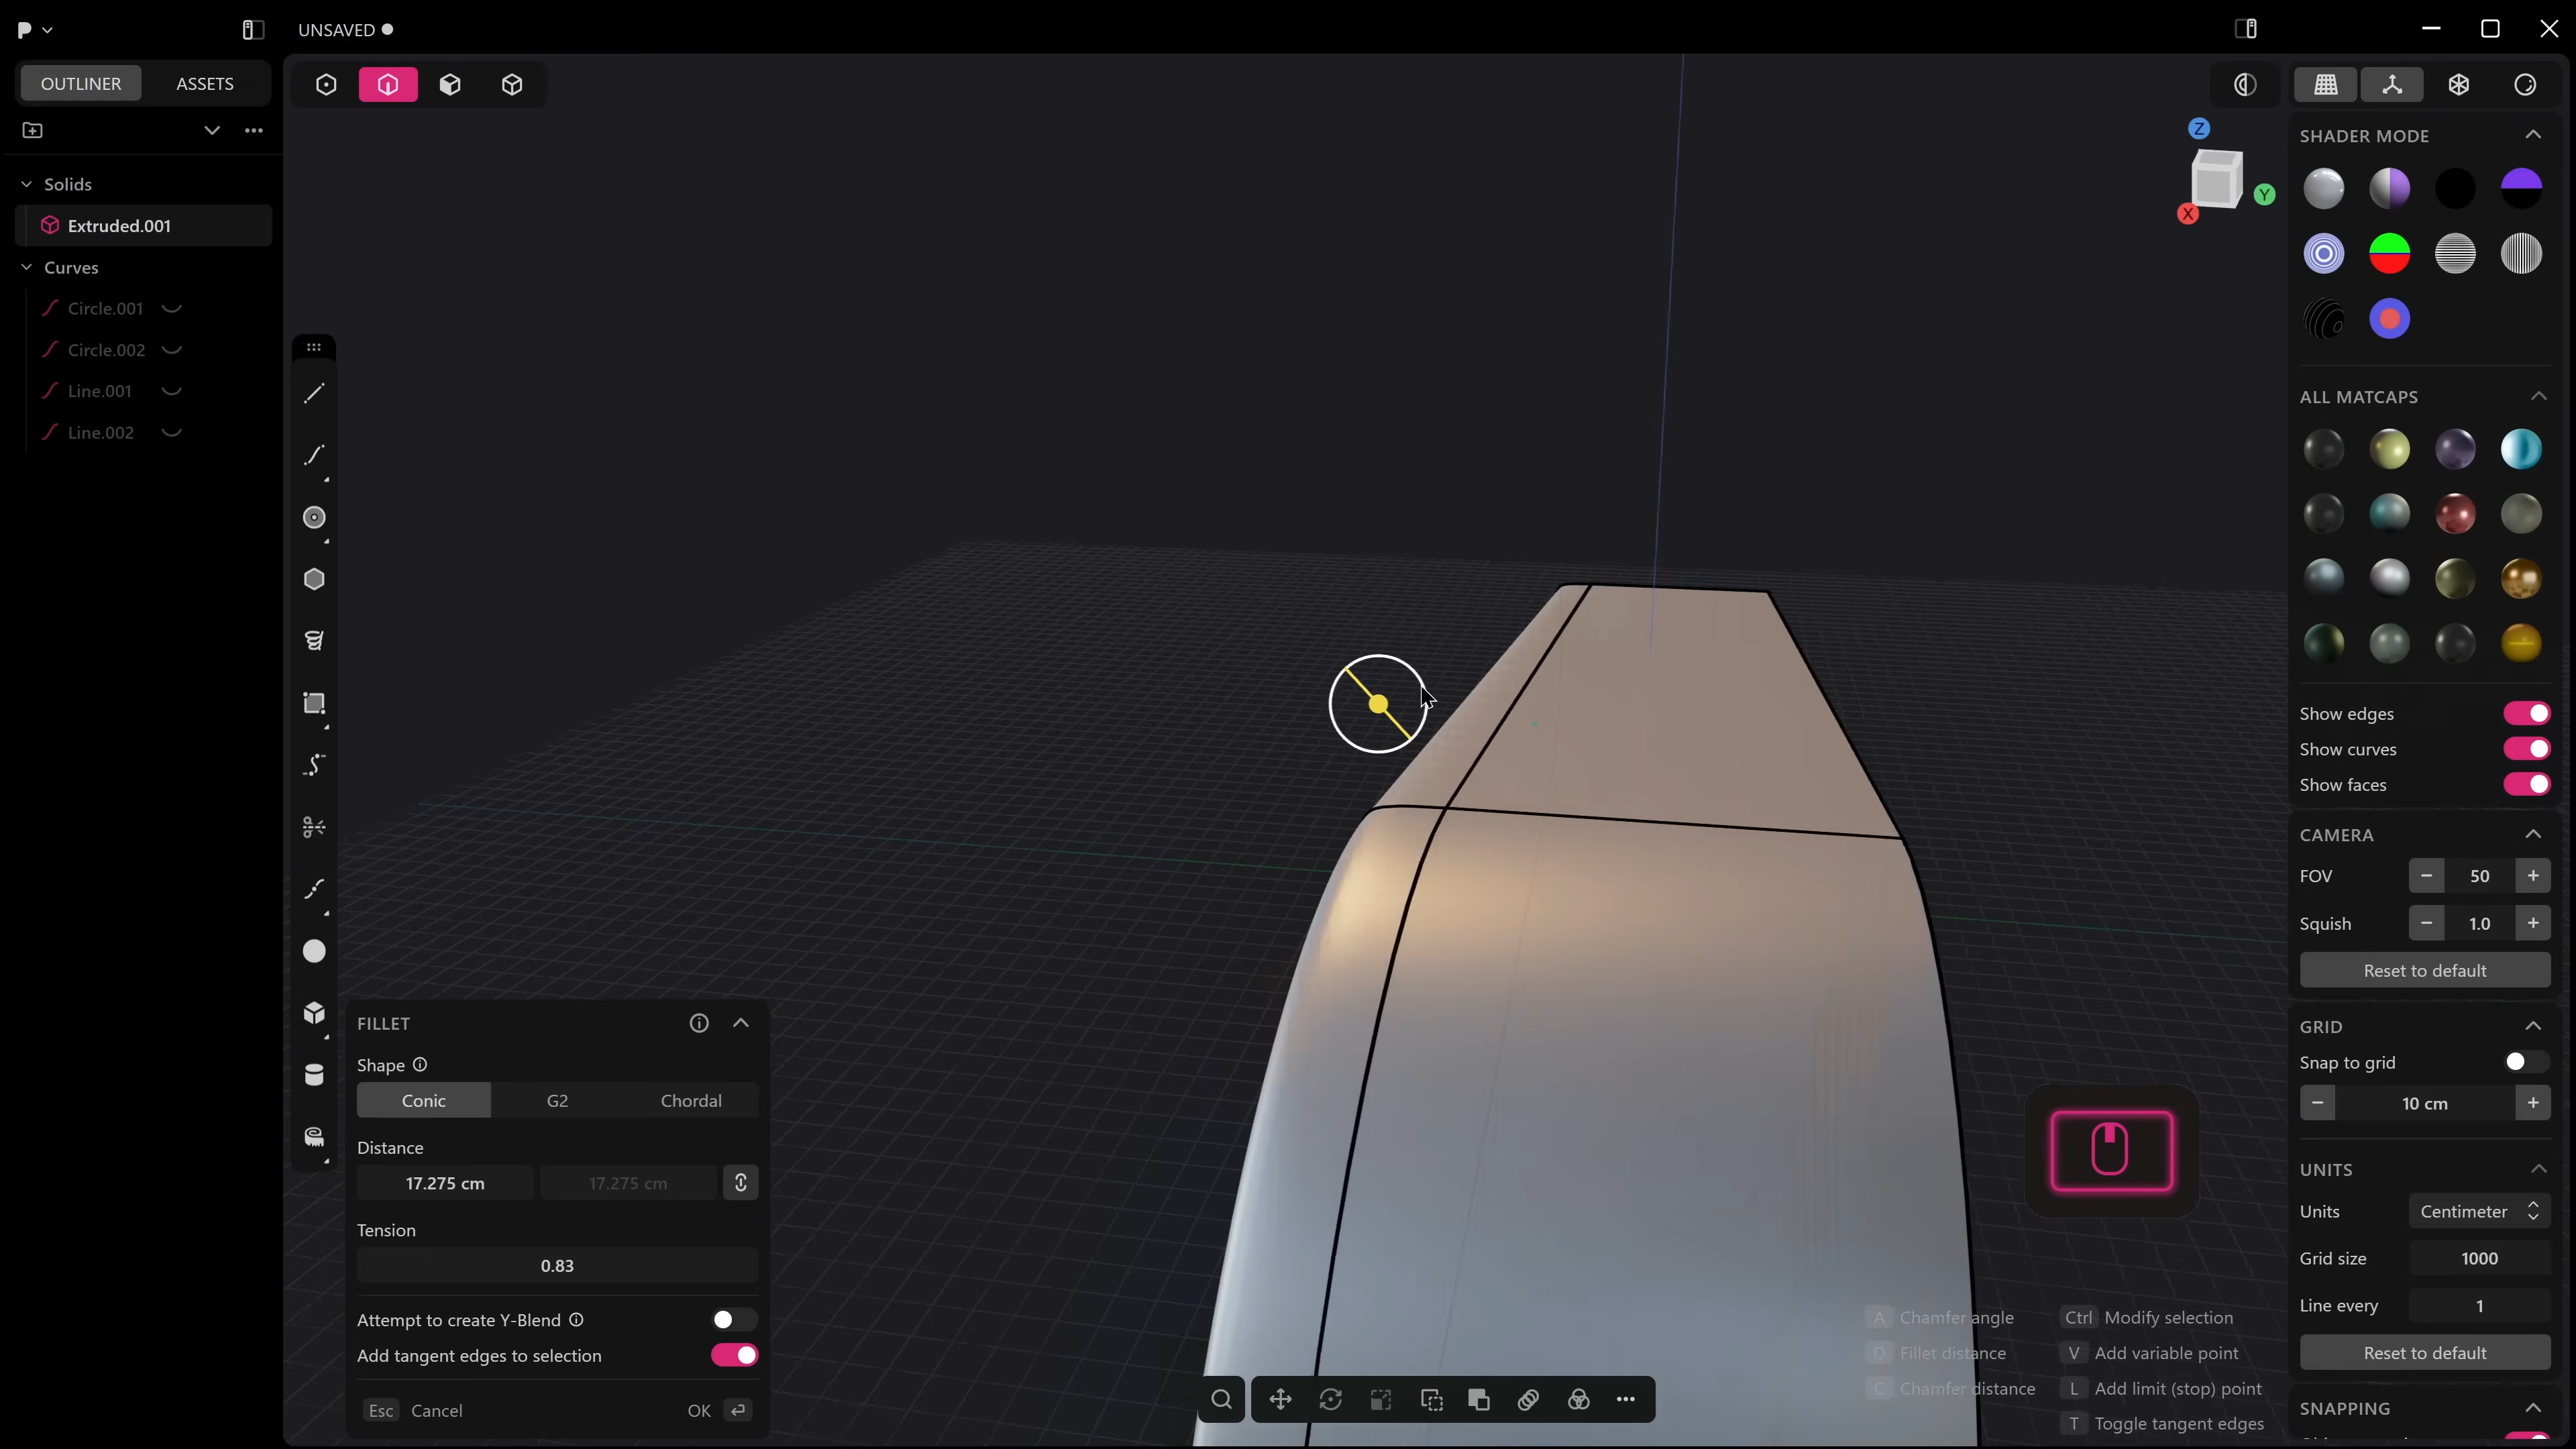 UNSAVED
OUTLINER ASSETS
Solids
Extruded.001
Curves
Circle.001
Circle.002
Line.001
Line.002
Z
Y
X
SHADER MODE
ALL MATCAPS
Show edges
Show curves
Show faces
CAMERA
FOV − 50 +
Squish − 1.0 +
Reset to default
GRID
Snap to grid
− 10 cm +
UNITS
Units Centimeter
Grid size 1000
Line every 1
Reset to default
SNAPPING
FILLET
Shape
Conic G2 Chordal
Distance
17.275 cm 17.275 cm
Tension
0.83
Attempt to create Y-Blend
Add tangent edges to selection
Esc Cancel OK
A Chamfer angle Ctrl Modify selection
D Fillet distance V Add variable point
C Chamfer distance L Add limit (stop) point
T Toggle tangent edges